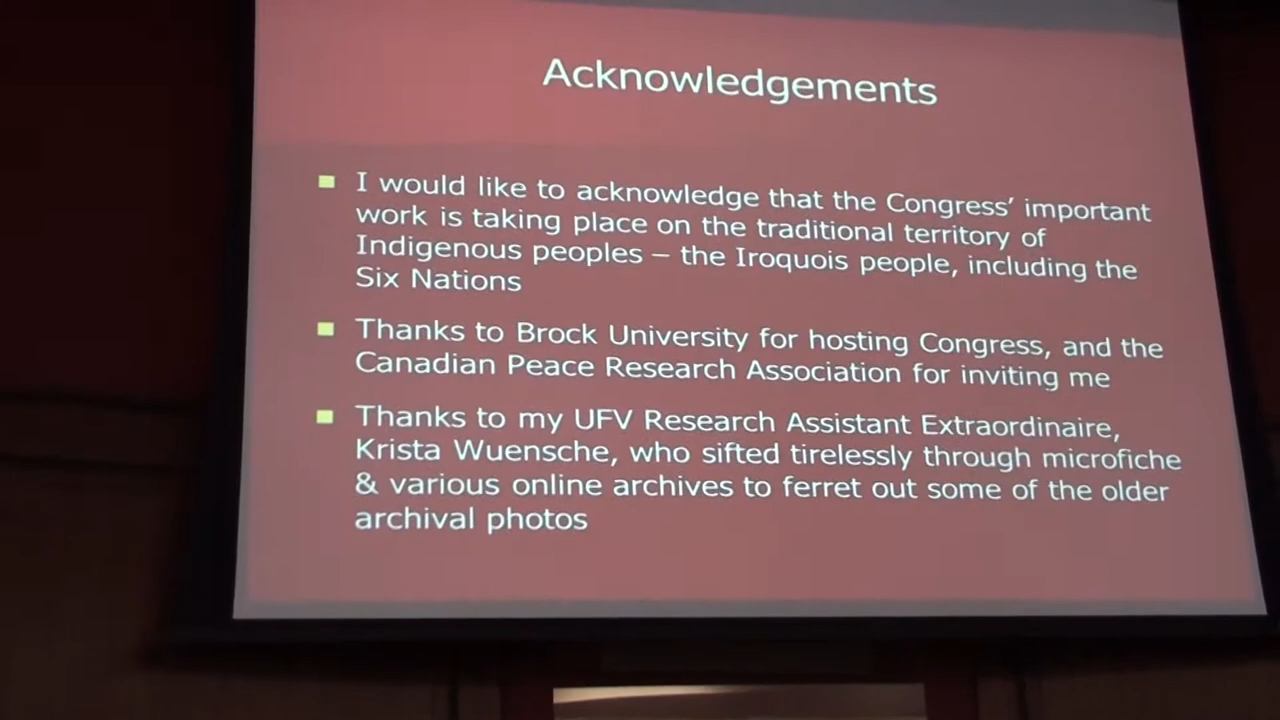 Acknowledgements
I would like to acknowledge that the Congress’ important
work is taking place on the traditional territory of
Indigenous peoples – the Iroquois people, including the
Six Nations
Thanks to Brock University for hosting Congress, and the
Canadian Peace Research Association for inviting me
Thanks to my UFV Research Assistant Extraordinaire,
Krista Wuensche, who sifted tirelessly through microfiche
& various online archives to ferret out some of the older
archival photos